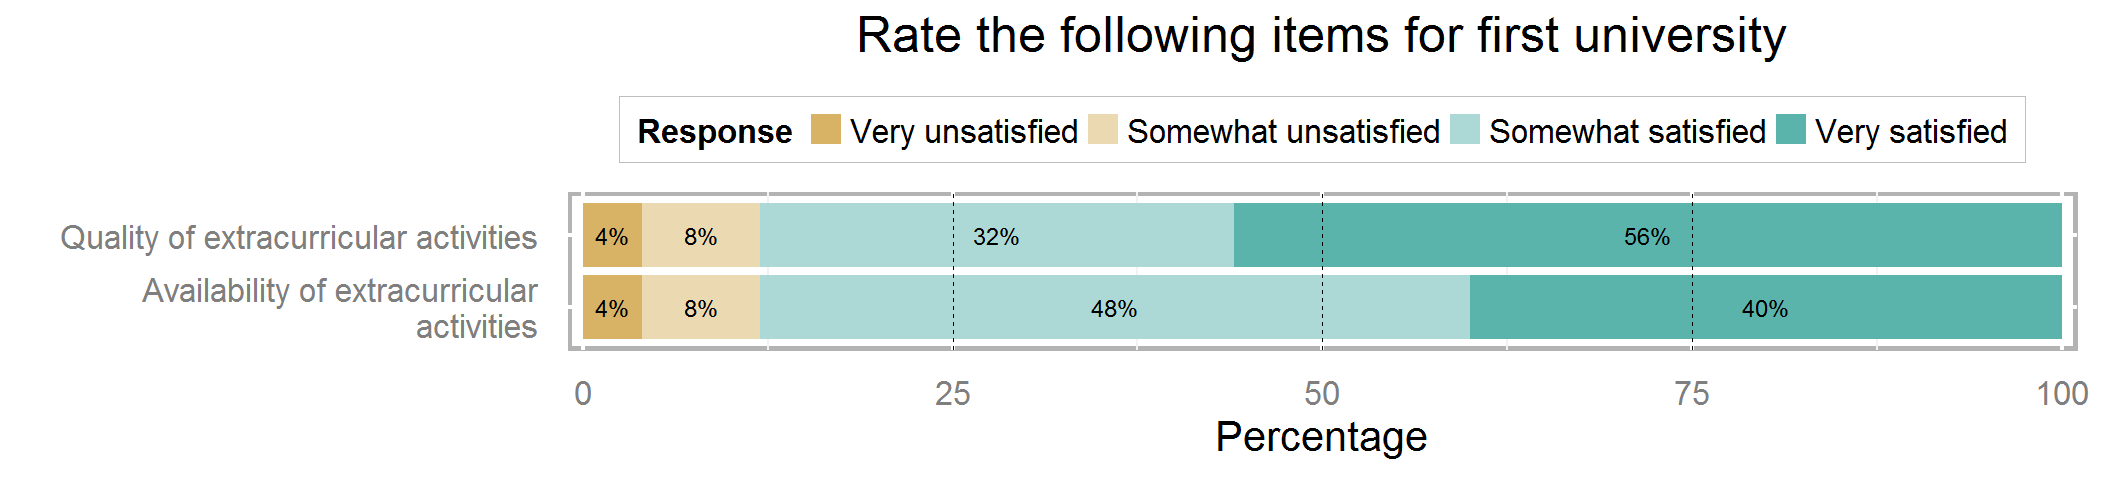 Rate the following items for first university
Response Very unsatisfied Somewhat unsatisfied Somewhat satisfied Very satisfied
Quality of extracurricular activities 4% 8% 32% 56%
Availability of extracurricular
activities
4% 8% 48% 40%
0 25 50 75 100
Percentage